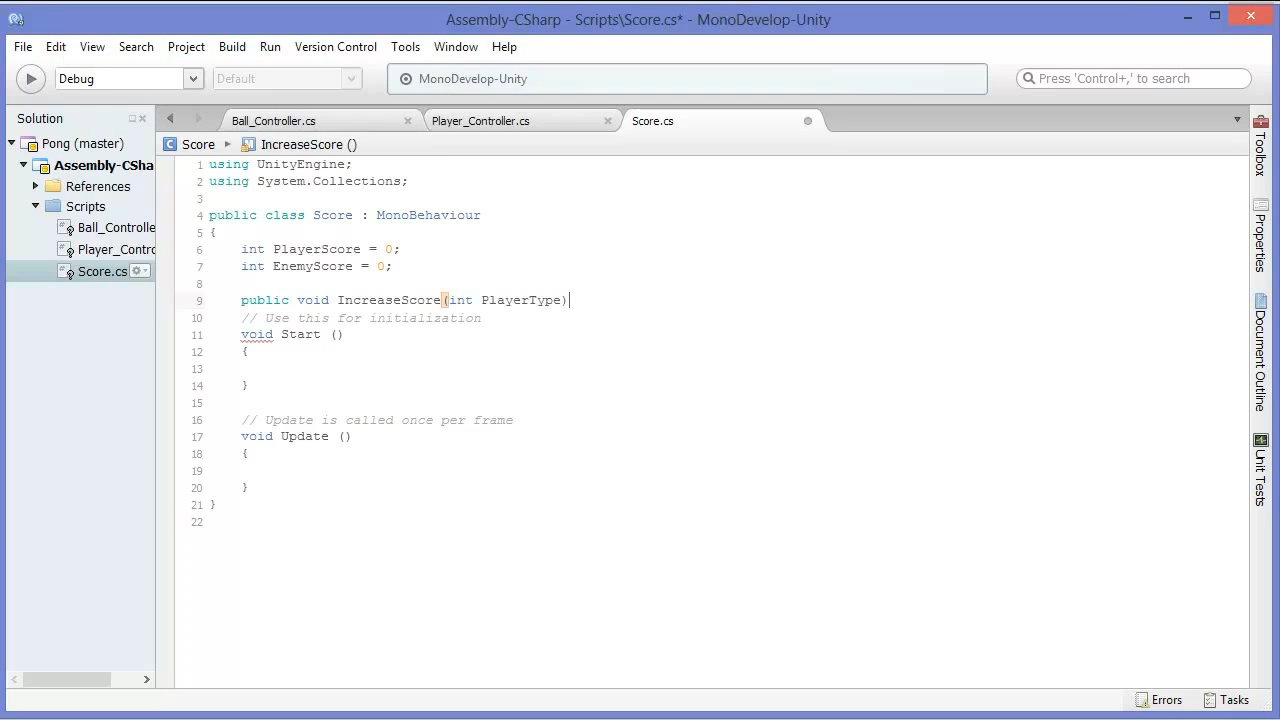 Assembly-CSharp - Scripts\Score.cs* - MonoDevelop-Unity
File Edit View Search Project Build Run Version Control Tools Window Help
Debug Default MonoDevelop-Unity Press 'Control+,' to search
Solution
Ball_Controller.cs Player_Controller.cs Score.cs
Pong (master)
Assembly-CSha
References
Scripts
Ball_Controlle
Player_Contro
Score.cs
Score IncreaseScore ()
1 using UnityEngine;
2 using System.Collections;
3
4 public class Score : MonoBehaviour
5 {
6 int PlayerScore = 0;
7 int EnemyScore = 0;
8
9 public void IncreaseScore(int PlayerType)
10 // Use this for initialization
11 void Start ()
12 {
13
14 }
15
16 // Update is called once per frame
17 void Update ()
18 {
19
20 }
21 }
22
Toolbox
Properties
Document Outline
Unit Tests
Errors Tasks